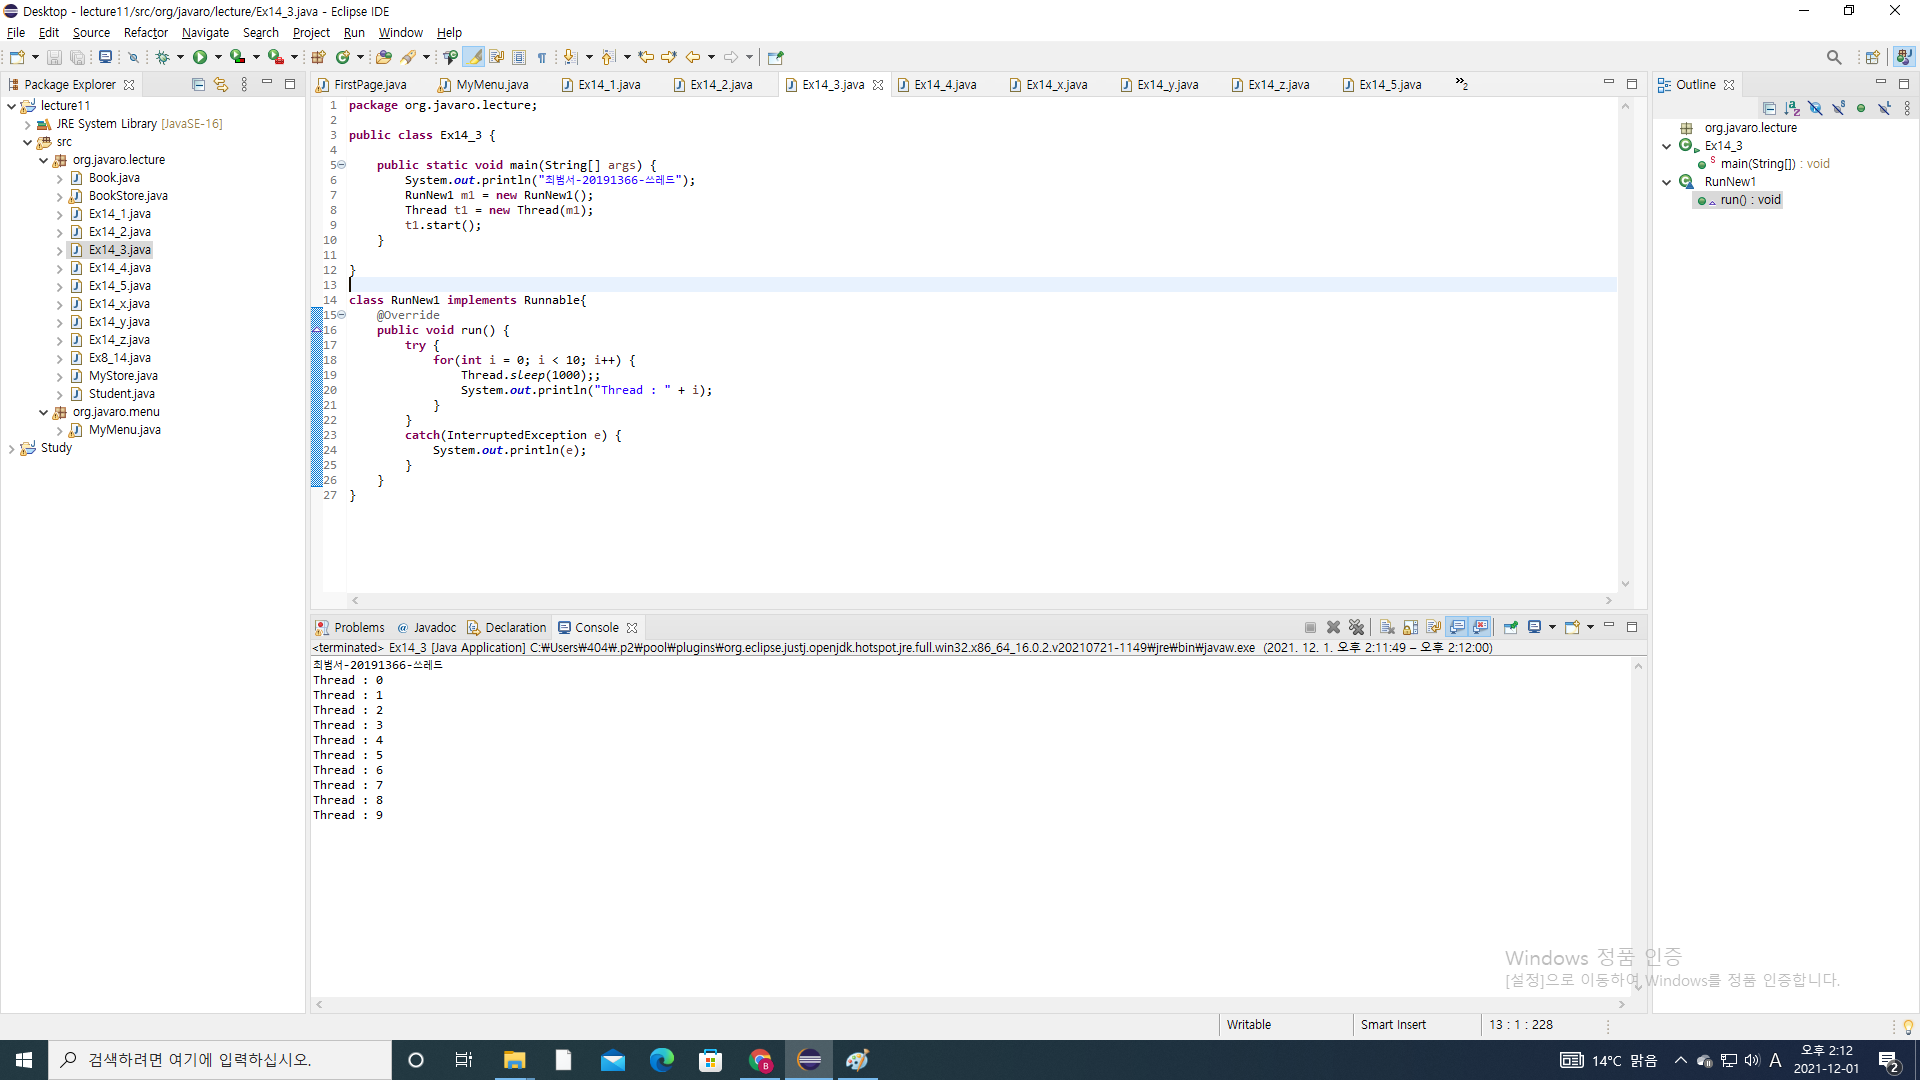 Desktop - lecture11/src/org/javaro/lecture/Ex14_3.java - Eclipse IDE
File Edit Source Refactor Navigate Search Project Run Window Help
Package Explorer
lecture11
JRE System Library [JavaSE-16]
src
org.javaro.lecture
Book.java
BookStore.java
Ex14_1.java
Ex14_2.java
Ex14_3.java
Ex14_4.java
Ex14_5.java
Ex14_x.java
Ex14_y.java
Ex14_z.java
Ex8_14.java
MyStore.java
Student.java
org.javaro.menu
MyMenu.java
Study
FirstPage.java MyMenu.java Ex14_1.java Ex14_2.java Ex14_3.java Ex14_4.java Ex14_x.java Ex14_y.java Ex14_z.java Ex14_5.java »2
1 package org.javaro.lecture;
2
3 public class Ex14_3 {
4
5 public static void main(String[] args) {
6 System.out.println("최범서-20191366-쓰레드");
7 RunNew1 m1 = new RunNew1();
8 Thread t1 = new Thread(m1);
9 t1.start();
10 }
11
12 }
13
14 class RunNew1 implements Runnable{
15 @Override
16 public void run() {
17 try {
18 for(int i = 0; i < 10; i++) {
19 Thread.sleep(1000);;
20 System.out.println("Thread : " + i);
21 }
22 }
23 catch(InterruptedException e) {
24 System.out.println(e);
25 }
26 }
27 }
Outline
org.javaro.lecture
Ex14_3
main(String[]) : void
RunNew1
run() : void
Problems @ Javadoc Declaration Console
<terminated> Ex14_3 [Java Application] C:₩Users₩404₩.p2₩pool₩plugins₩org.eclipse.justj.openjdk.hotspot.jre.full.win32.x86_64_16.0.2.v20210721-1149₩jre₩bin₩javaw.exe (2021. 12. 1. 오후 2:11:49 – 오후 2:12:00)
최범서-20191366-쓰레드
Thread : 0
Thread : 1
Thread : 2
Thread : 3
Thread : 4
Thread : 5
Thread : 6
Thread : 7
Thread : 8
Thread : 9
Windows 정품 인증
[설정]으로 이동하여 Windows를 정품 인증합니다.
Writable Smart Insert 13 : 1 : 228
검색하려면 여기에 입력하십시오.
14°C 맑음 A 오후 2:12
2021-12-01
2